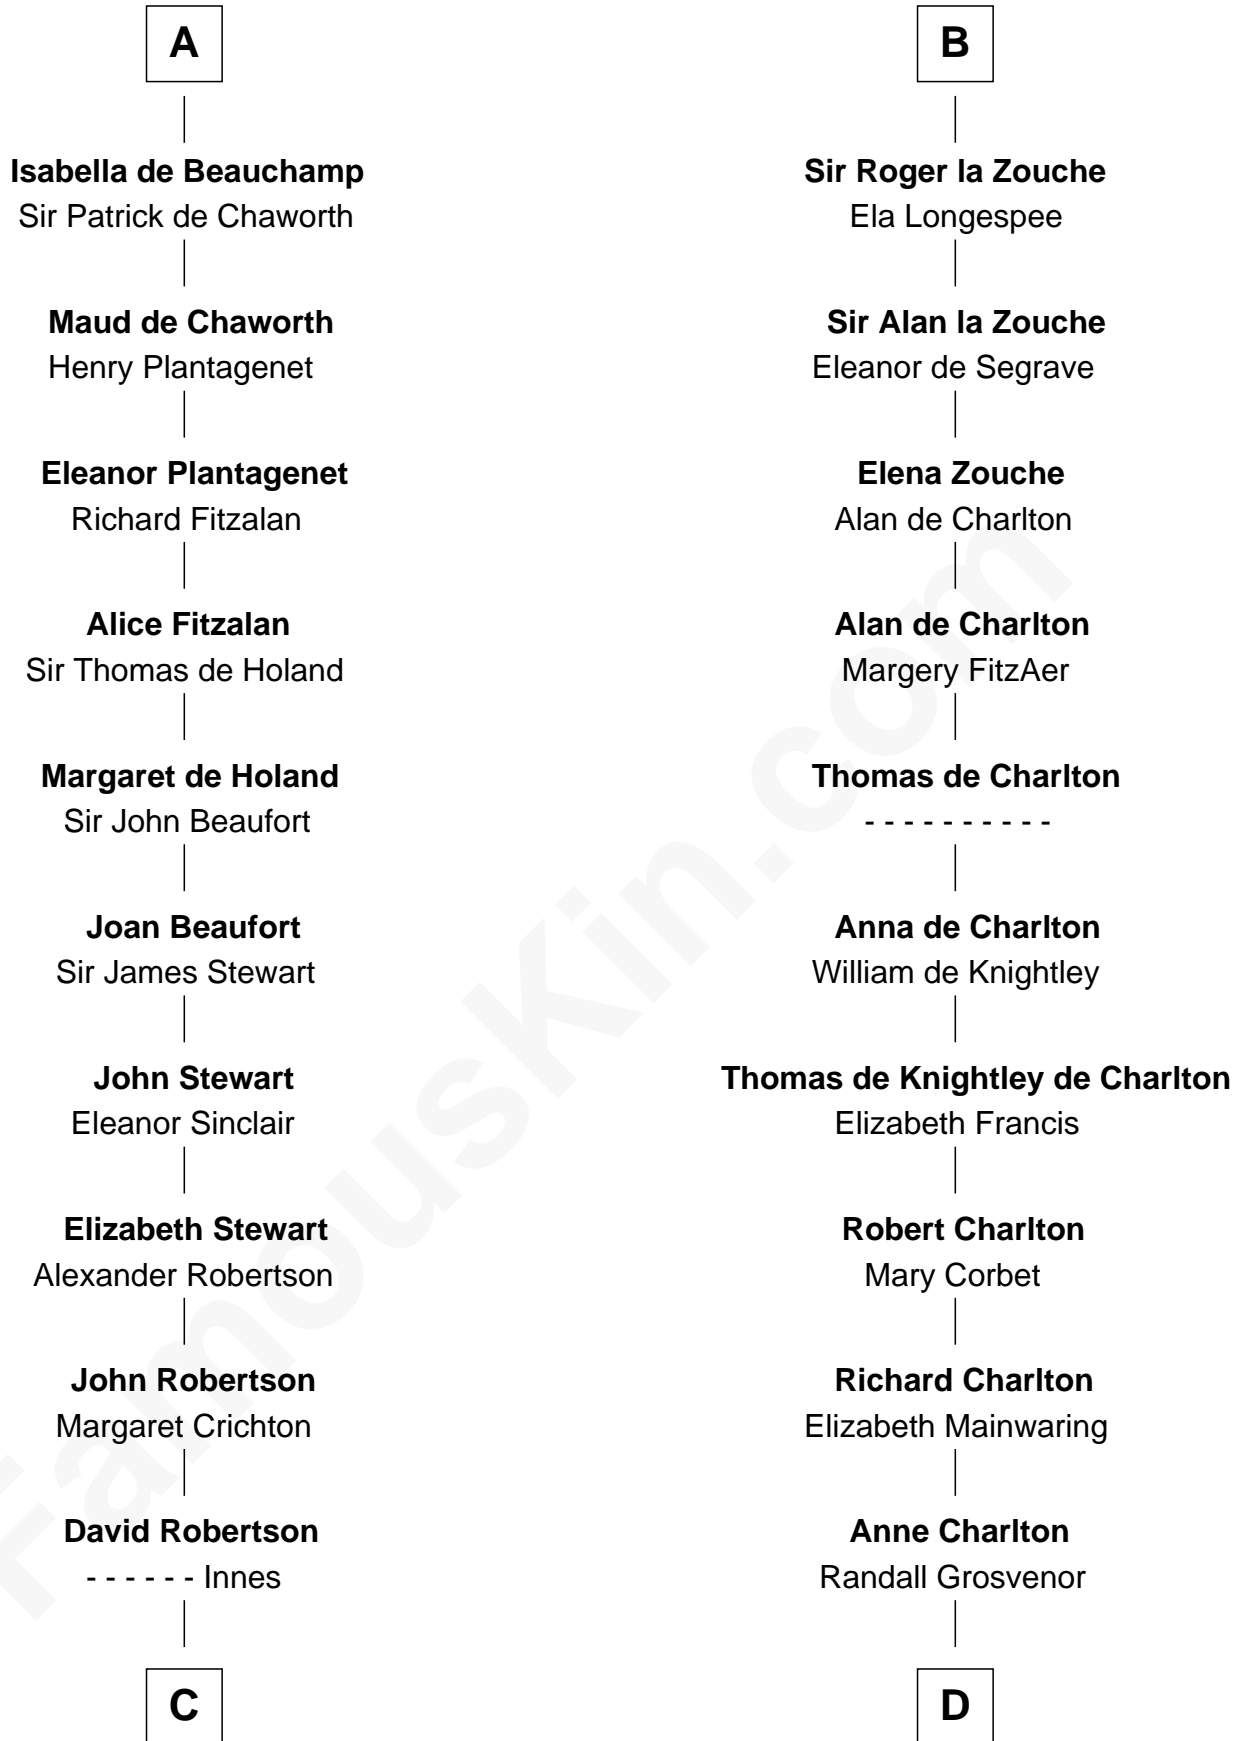 A
Isabella de Beauchamp
Sir Patrick de Chaworth
Maud de Chaworth
Henry Plantagenet
Eleanor Plantagenet
Richard Fitzalan
Alice Fitzalan
Sir Thomas de Holand
Margaret de Holand
Sir John Beaufort
Joan Beaufort
Sir James Stewart
John Stewart
Eleanor Sinclair
Elizabeth Stewart
Alexander Robertson
John Robertson
Margaret Crichton
David Robertson
- - - - - - Innes
C
B
Sir Roger la Zouche
Ela Longespee
Sir Alan la Zouche
Eleanor de Segrave
Elena Zouche
Alan de Charlton
Alan de Charlton
Margery FitzAer
Thomas de Charlton
- - - - - - - - - -
Anna de Charlton
William de Knightley
Thomas de Knightley de Charlton
Elizabeth Francis
Robert Charlton
Mary Corbet
Richard Charlton
Elizabeth Mainwaring
Anne Charlton
Randall Grosvenor
D
FamousKin.com